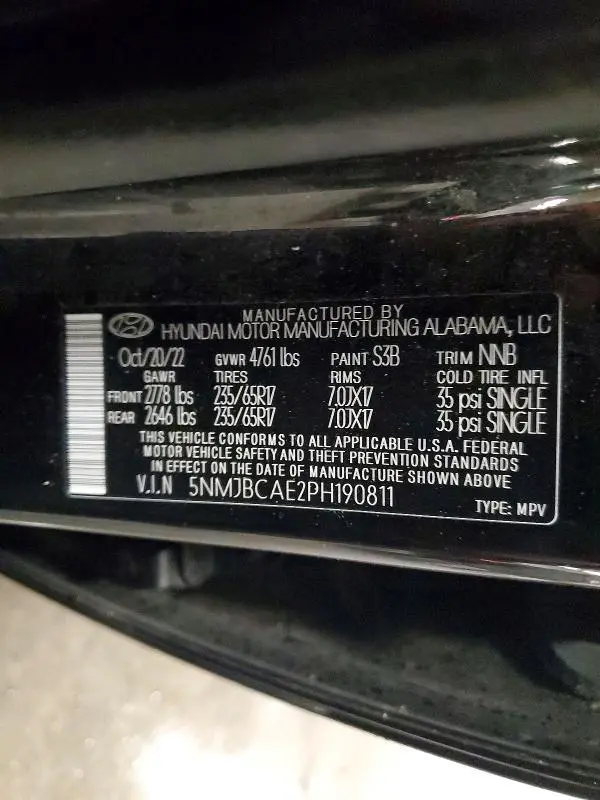 MANUFACTURED BY
HYUNDAI MOTOR MANUFACTURING ALABAMA, LLC
Oct/20/22 GVWR 4761 lbs PAINT S3B TRIM NNB
GAWR TIRES RIMS COLD TIRE INFL
FRONT 2778 lbs 235/65R17 7.0JX17 35 psi SINGLE
REAR 2646 lbs 235/65R17 7.0JX17 35 psi SINGLE
THIS VEHICLE CONFORMS TO ALL APPLICABLE U.S.A. FEDERAL
MOTOR VEHICLE SAFETY AND THEFT PREVENTION STANDARDS
IN EFFECT ON THE DATE OF MANUFACTURE SHOWN ABOVE
V.I.N 5NMJBCAE2PH190811
TYPE: MPV